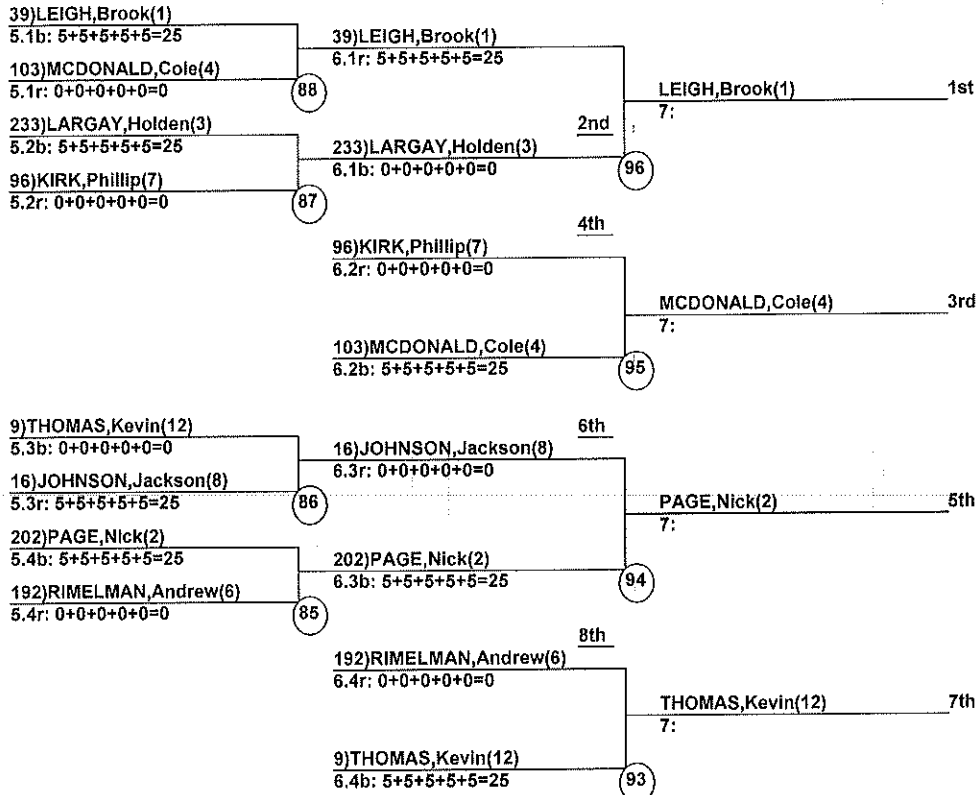 39)LEIGH,Brook(1)
5.1b: 5+5+5+5+5=25
103)MCDONALD,Cole(4)
5.1r: 0+0+0+0+0=0
88
233)LARGAY,Holden(3)
5.2b: 5+5+5+5+5=25
96)KIRK,Phillip(7)
5.2r: 0+0+0+0+0=0
87
39)LEIGH,Brook(1)
6.1r: 5+5+5+5+5=25
2nd
233)LARGAY,Holden(3)
6.1b: 0+0+0+0+0=0
96
LEIGH,Brook(1) 1st
7:
4th
96)KIRK,Phillip(7)
6.2r: 0+0+0+0+0=0
103)MCDONALD,Cole(4)
6.2b: 5+5+5+5+5=25
95
MCDONALD,Cole(4) 3rd
7:
9)THOMAS,Kevin(12)
5.3b: 0+0+0+0+0=0
16)JOHNSON,Jackson(8)
5.3r: 5+5+5+5+5=25
86
202)PAGE,Nick(2)
5.4b: 5+5+5+5+5=25
192)RIMELMAN,Andrew(6)
5.4r: 0+0+0+0+0=0
85
6th
16)JOHNSON,Jackson(8)
6.3r: 0+0+0+0+0=0
202)PAGE,Nick(2)
6.3b: 5+5+5+5+5=25
94
PAGE,Nick(2) 5th
7:
8th
192)RIMELMAN,Andrew(6)
6.4r: 0+0+0+0+0=0
9)THOMAS,Kevin(12)
6.4b: 5+5+5+5+5=25
93
THOMAS,Kevin(12) 7th
7: